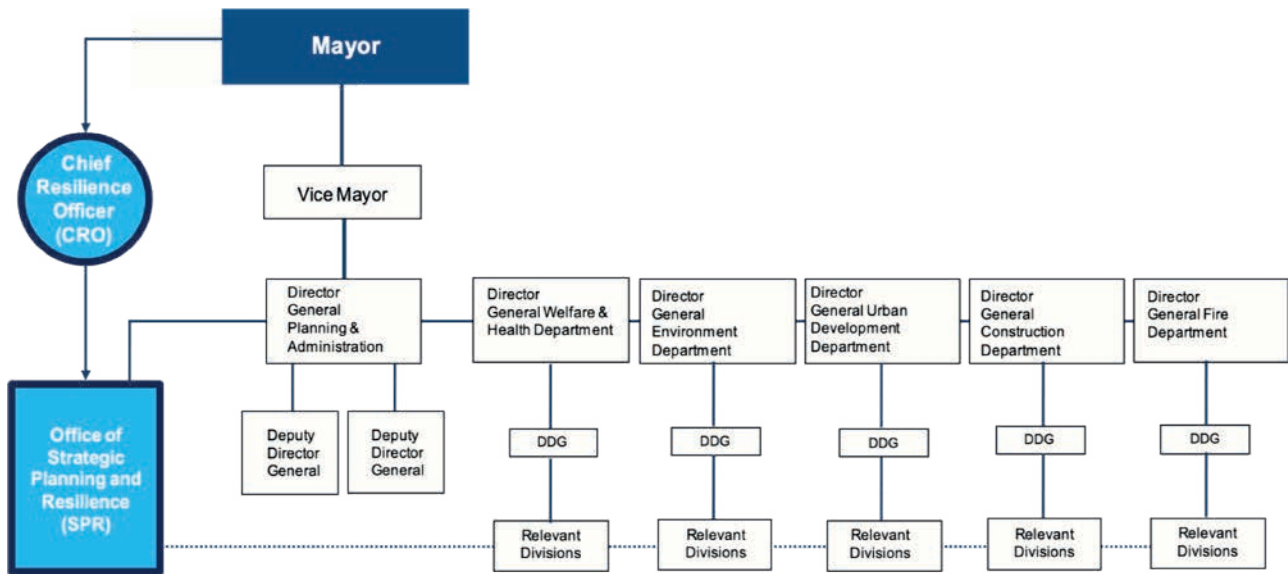 Mayor
Chief
Resilience
Officer
(CRO)
Vice Mayor
Director
General
Planning &
Administration
Director
General Welfare &
Health Department
Director
General
Environment
Department
Director
General Urban
Development
Department
Director
General
Construction
Department
Director
General Fire
Department
Office of
Strategic
Planning and
Resilience
(SPR)
Deputy
Director
General
Deputy
Director
General
DDG
DDG
DDG
DDG
DDG
Relevant
Divisions
Relevant
Divisions
Relevant
Divisions
Relevant
Divisions
Relevant
Divisions